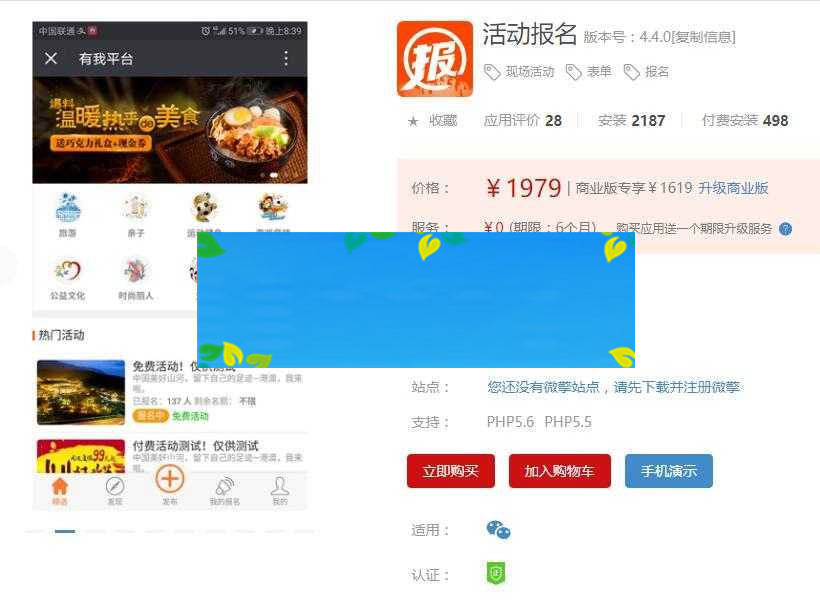 中国联通
51%
晚上8:39
有我平台
爆料
温暖热乎de美食
送巧克力礼盒+现金券
旅游
亲子
公益文化
时尚丽人
热门活动
免费活动！仅供测试
中国美好山河，留下自己的足迹--港澳，我来啦。
已报名：137 人 剩余名额： 不限
报名中 免费活动
付费活动测试！仅供测试
中国美好山河，留下自己的足迹--港澳，我来啦。
精选
发现
发布
我的报名
我的
报
活动报名 版本号：4.4.0[复制信息]
现场活动 表单 报名
收藏 应用评价 28 安装 2187 付费安装 498
价格： ¥1979 | 商业版专享¥1619 升级商业版
服务： ¥0 (期限：6个月) 购买应用送一个期限升级服务 ?
站点： 您还没有微擎站点，请先下载并注册微擎
支持： PHP5.6 PHP5.5
立即购买 加入购物车 手机演示
适用：
认证：